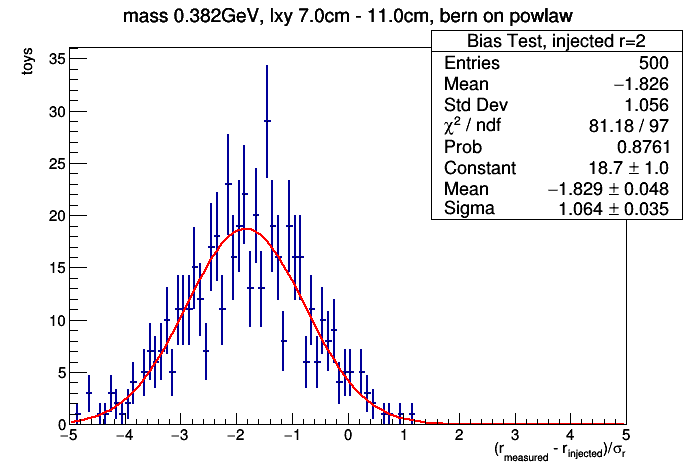 mass 0.382GeV, lxy 7.0cm - 11.0cm, bern on powlaw
Bias Test, injected r=2
Entries 500
Mean −1.826
Std Dev 1.056
χ² / ndf 81.18 / 97
Prob 0.8761
Constant 18.7 ± 1.0
Mean −1.829 ± 0.048
Sigma 1.064 ± 0.035
toys
35
30
25
20
15
10
5
0
−5 −4 −3 −2 −1 0 1 2 3 4 5
(r_measured - r_injected)/σ_r